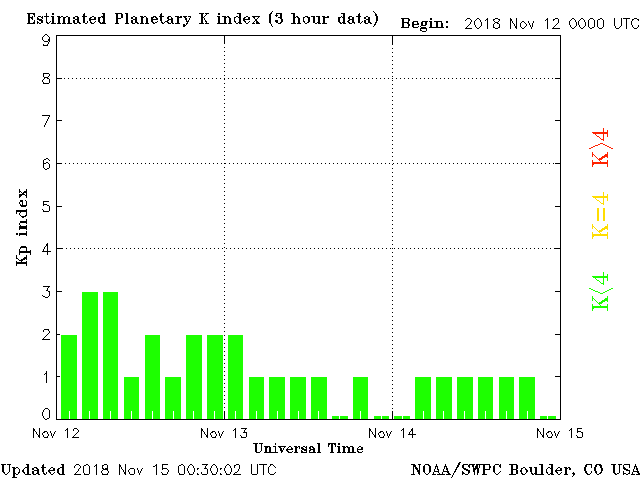 Estimated Planetary K index (3 hour data) Begin: 2018 Nov 12 0000 UTC
9
8
7
6
5
4
3
2
1
0
Kp index
K>4
K=4
K<4
Nov 12 Nov 13 Nov 14 Nov 15
Universal Time
Updated 2018 Nov 15 00:30:02 UTC NOAA/SWPC Boulder, CO USA